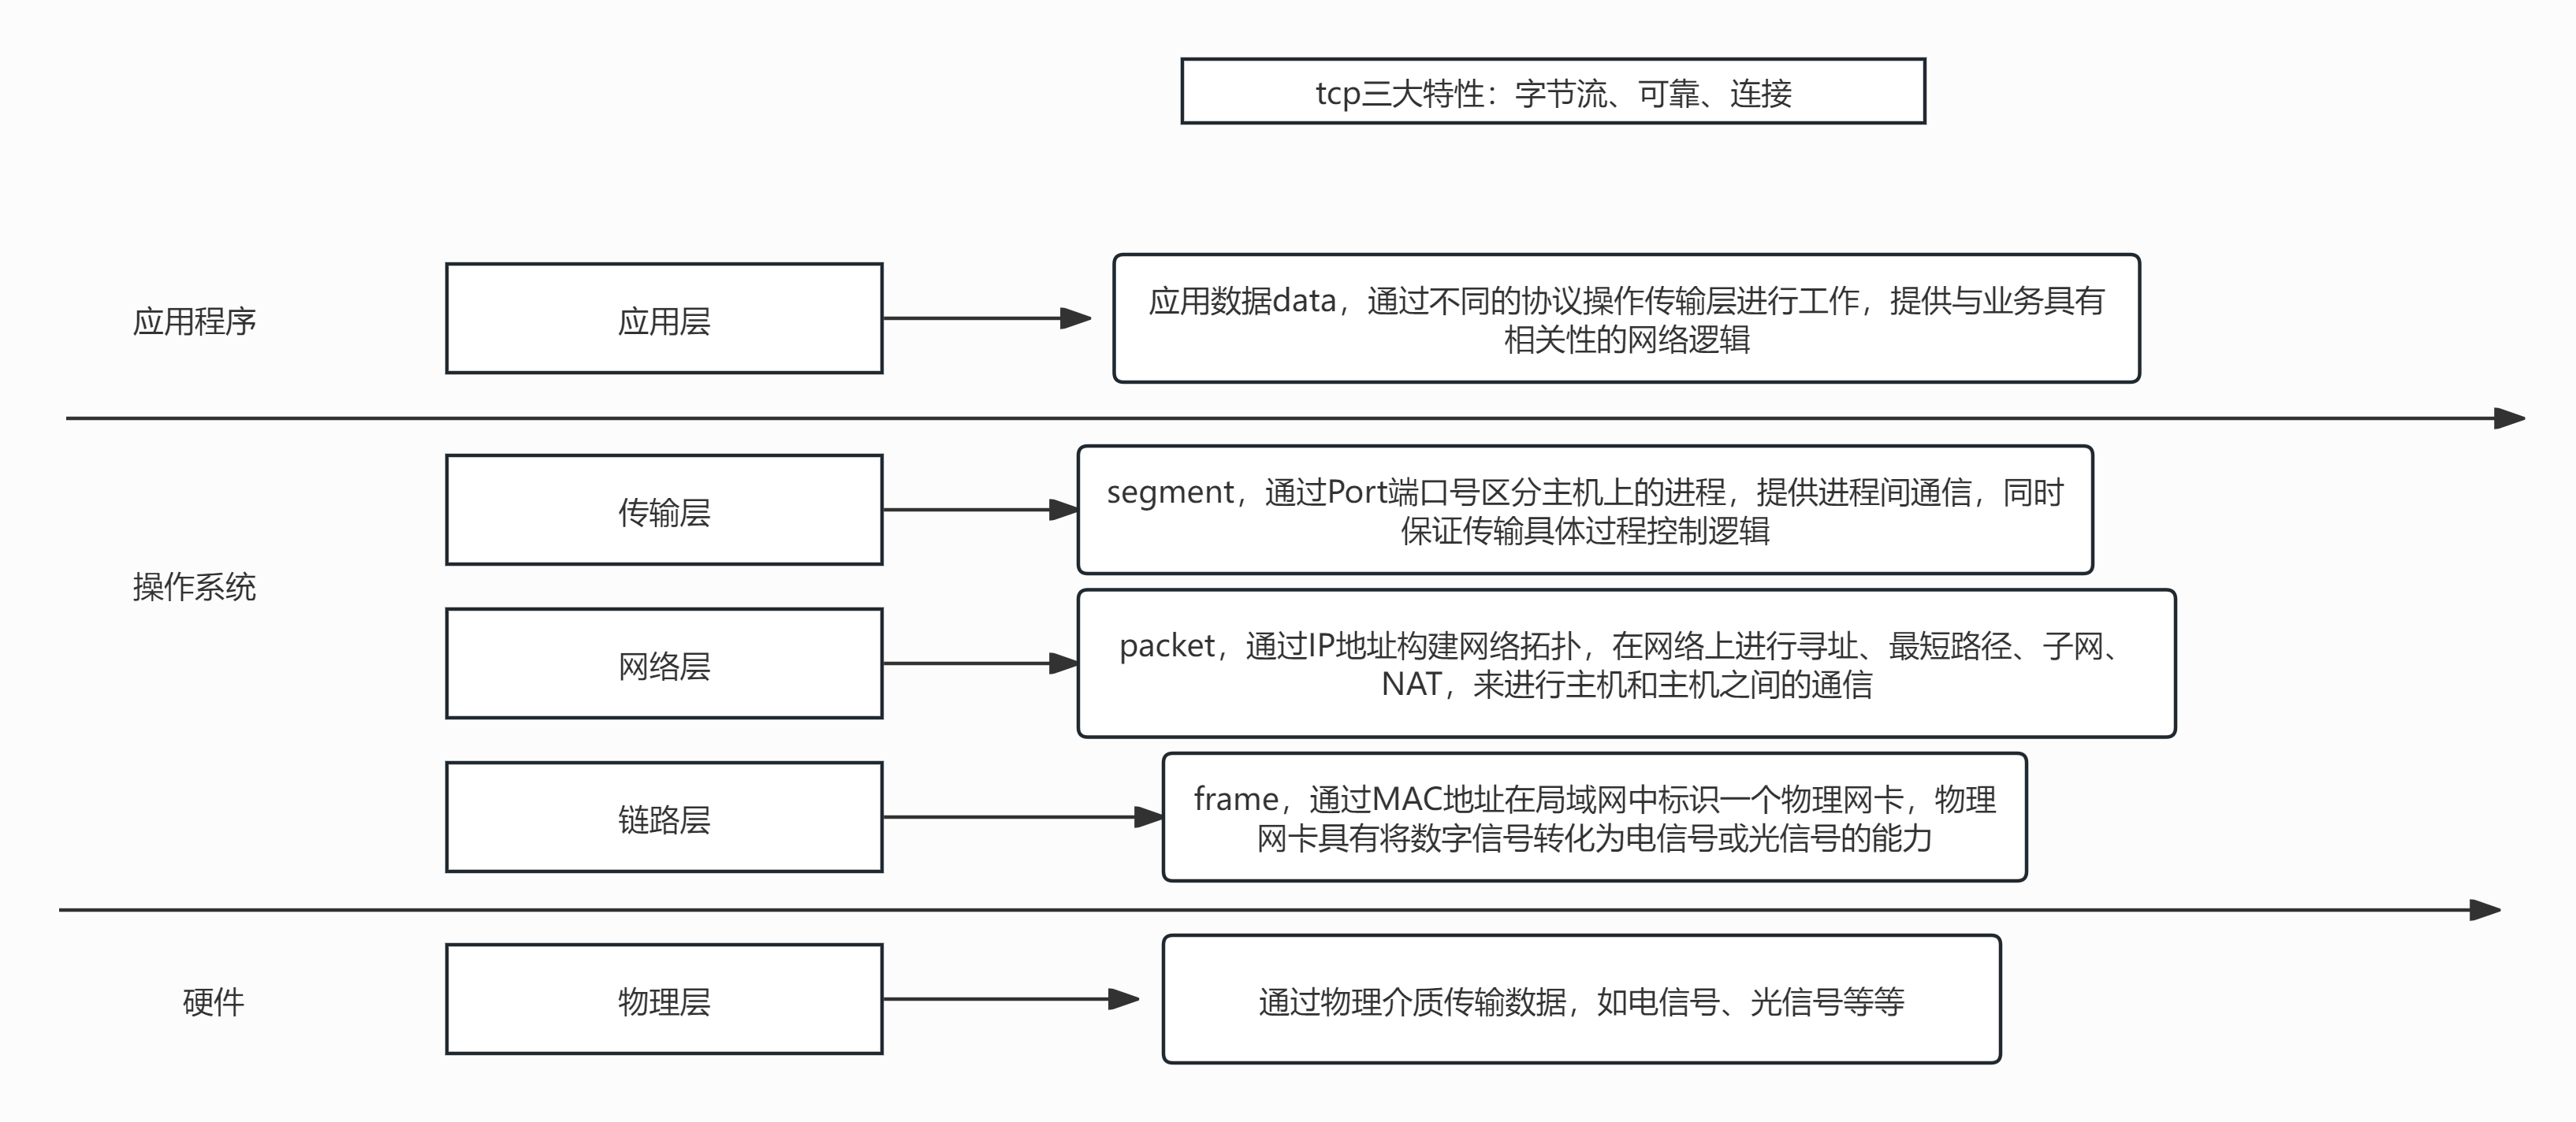 tcp三大特性：字节流、可靠、连接
应用程序
应用层
应用数据data，通过不同的协议操作传输层进行工作，提供与业务具有
相关性的网络逻辑
操作系统
传输层
segment，通过Port端口号区分主机上的进程，提供进程间通信，同时
保证传输具体过程控制逻辑
网络层
packet，通过IP地址构建网络拓扑，在网络上进行寻址、最短路径、子网、
NAT，来进行主机和主机之间的通信
链路层
frame，通过MAC地址在局域网中标识一个物理网卡，物理
网卡具有将数字信号转化为电信号或光信号的能力
硬件
物理层
通过物理介质传输数据，如电信号、光信号等等